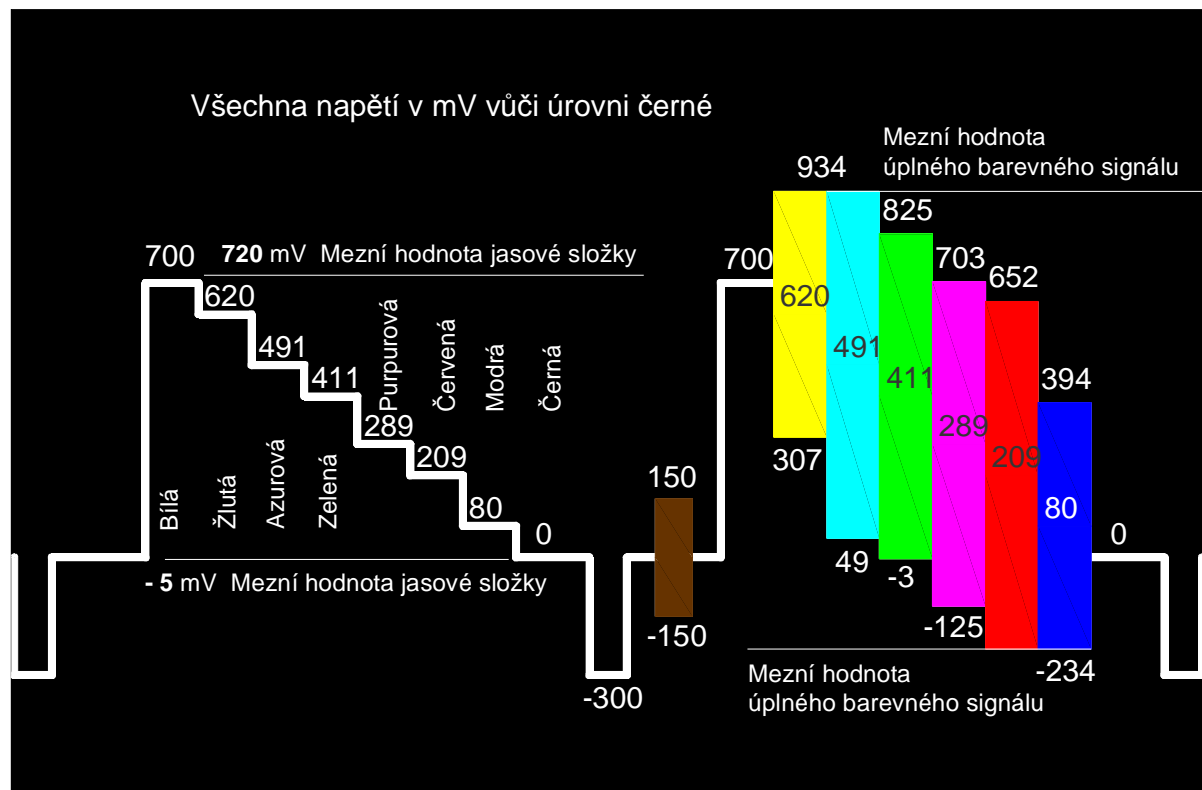 Všechna napětí v mV vůči úrovni černé
Mezní hodnota
úplného barevného signálu
934
825
703
652
394
700
720 mV Mezní hodnota jasové složky
620
491
411
289
209
80
0
Bílá
Žlutá
Azurová
Zelená
Purpurová
Červená
Modrá
Černá
- 5 mV Mezní hodnota jasové složky
-300
150
-150
700
620
491
411
289
209
80
0
307
49
-3
-125
-234
Mezní hodnota
úplného barevného signálu